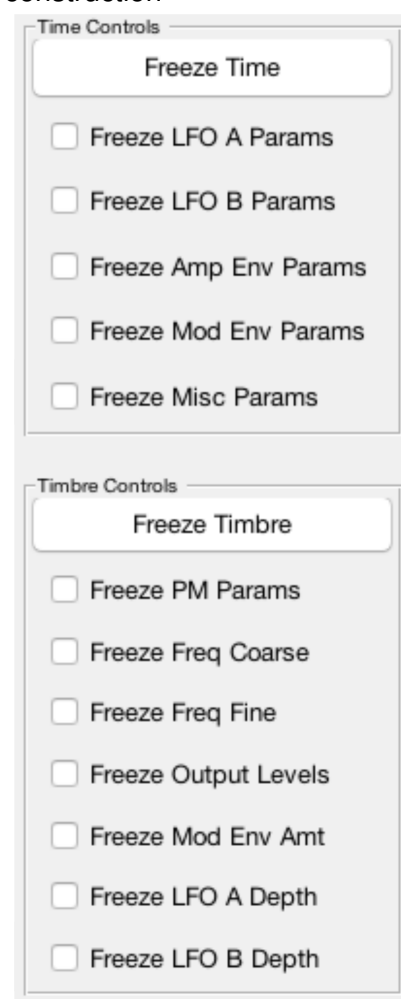 construction
Time Controls
Freeze Time
Freeze LFO A Params
Freeze LFO B Params
Freeze Amp Env Params
Freeze Mod Env Params
Freeze Misc Params
Timbre Controls
Freeze Timbre
Freeze PM Params
Freeze Freq Coarse
Freeze Freq Fine
Freeze Output Levels
Freeze Mod Env Amt
Freeze LFO A Depth
Freeze LFO B Depth